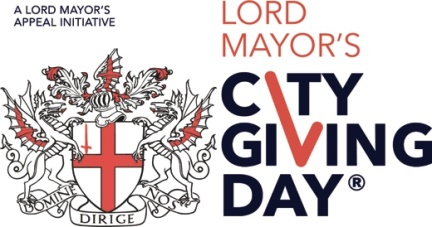 A LORD MAYOR'S
APPEAL INITIATIVE
LORD
MAYOR'S
CITY
GIVING
DAY®
DOMINE DIRIGE NOS